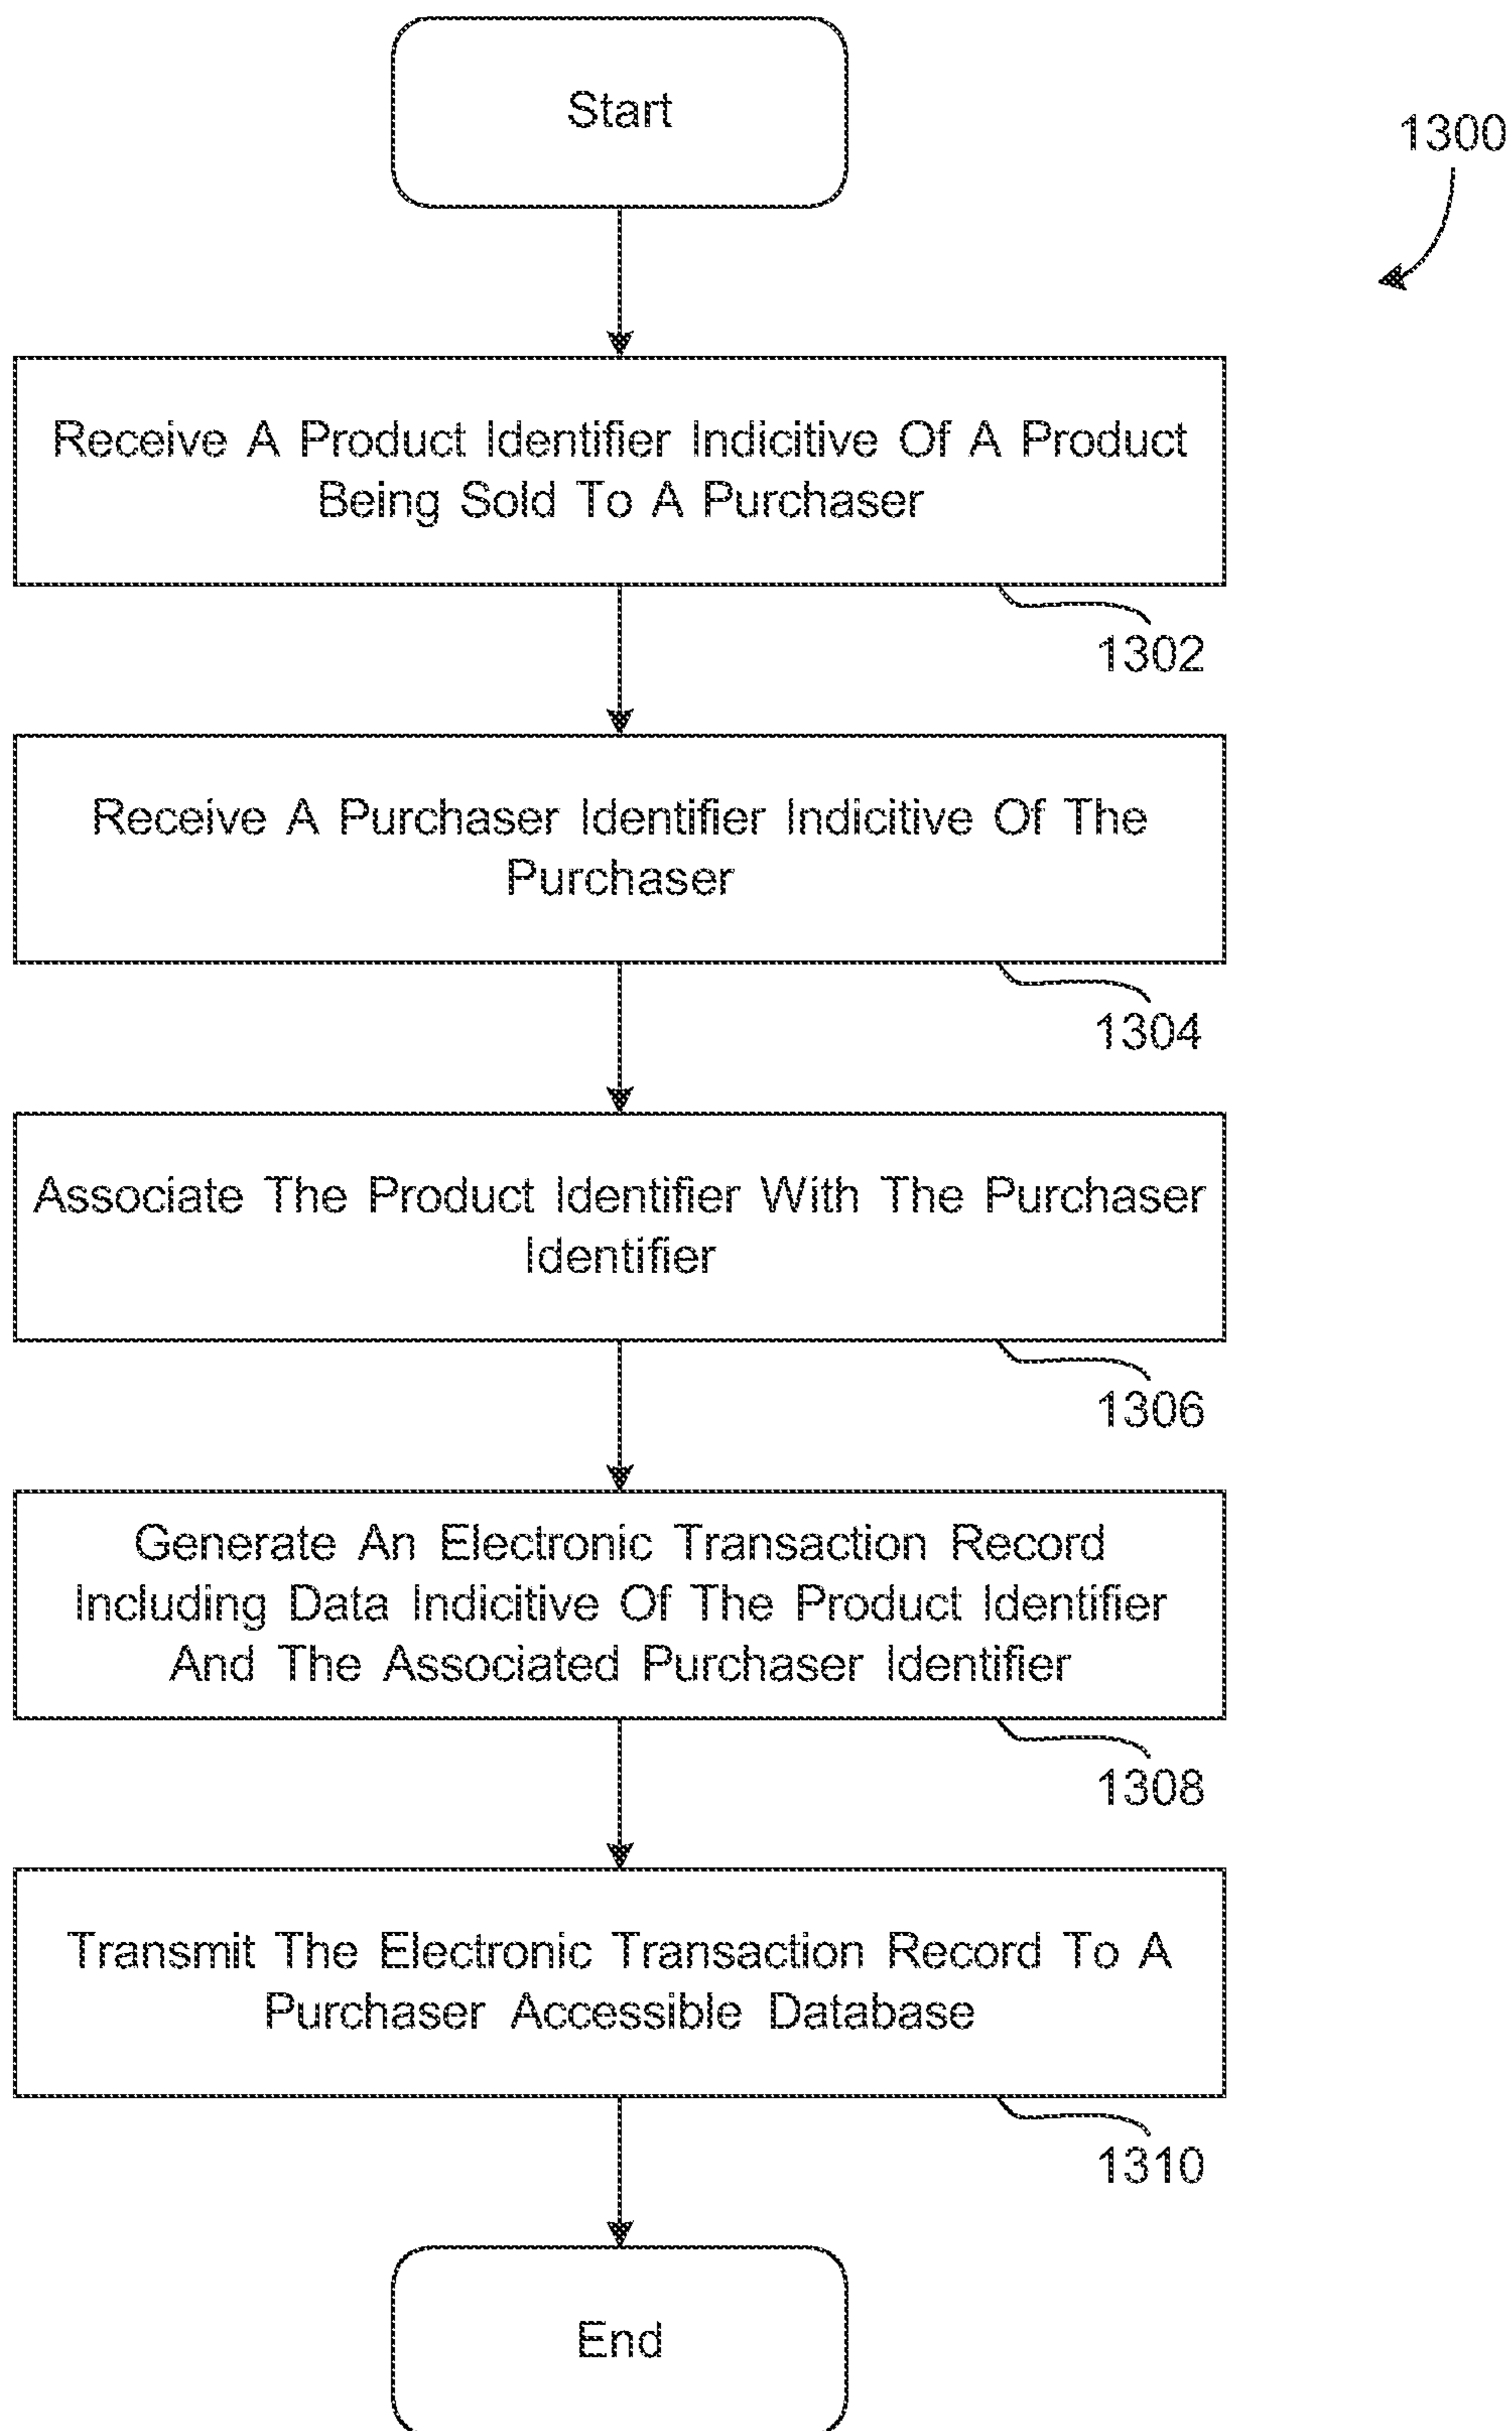 Start
1300
Receive A Product Identifier Indicitive Of A Product
Being Sold To A Purchaser
1302
Receive A Purchaser Identifier Indicitive Of The
Purchaser
1304
Associate The Product Identifier With The Purchaser
Identifier
1306
Generate An Electronic Transaction Record
Including Data Indicitive Of The Product Identifier
And The Associated Purchaser Identifier
1308
Transmit The Electronic Transaction Record To A
Purchaser Accessible Database
1310
End